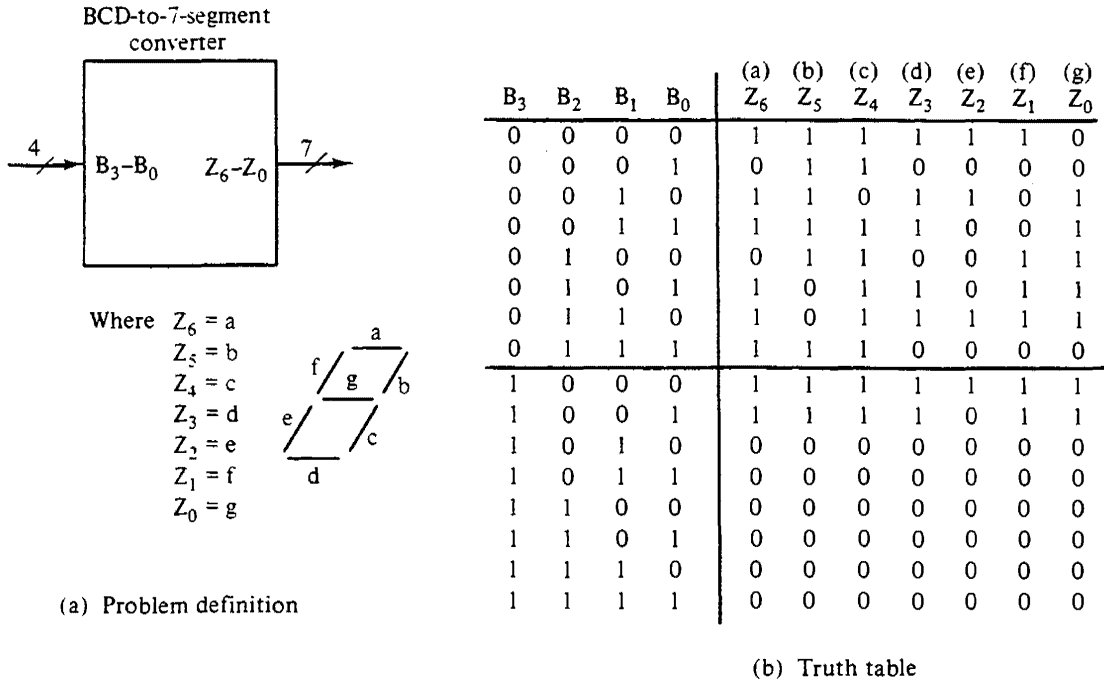 BCD-to-7-segment
converter
4
B₃–B₀ Z₆–Z₀
7
Where Z₆ = a
Z₅ = b
Z₄ = c
Z₃ = d
Z₂ = e
Z₁ = f
Z₀ = g
a
f
g
b
e
c
d
(a) Problem definition
(a) (b) (c) (d) (e) (f) (g)
B₃ B₂ B₁ B₀ Z₆ Z₅ Z₄ Z₃ Z₂ Z₁ Z₀
0 0 0 0 1 1 1 1 1 1 0
0 0 0 1 0 1 1 0 0 0 0
0 0 1 0 1 1 0 1 1 0 1
0 0 1 1 1 1 1 1 0 0 1
0 1 0 0 0 1 1 0 0 1 1
0 1 0 1 1 0 1 1 0 1 1
0 1 1 0 1 0 1 1 1 1 1
0 1 1 1 1 1 1 0 0 0 0
1 0 0 0 1 1 1 1 1 1 1
1 0 0 1 1 1 1 1 0 1 1
1 0 1 0 0 0 0 0 0 0 0
1 0 1 1 0 0 0 0 0 0 0
1 1 0 0 0 0 0 0 0 0 0
1 1 0 1 0 0 0 0 0 0 0
1 1 1 0 0 0 0 0 0 0 0
1 1 1 1 0 0 0 0 0 0 0
(b) Truth table